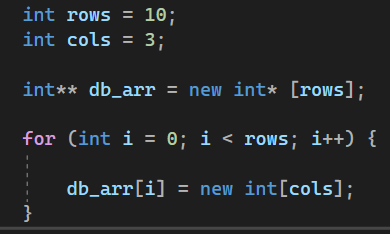 int rows = 10;
int cols = 3;
int** db_arr = new int* [rows];
for (int i = 0; i < rows; i++) {
db_arr[i] = new int[cols];
}